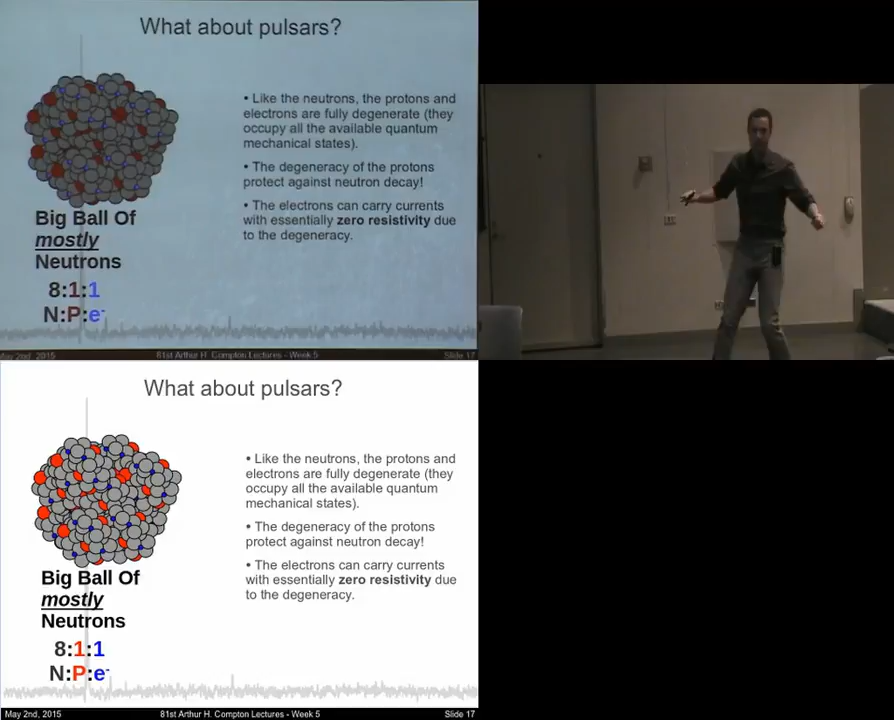 What about pulsars?
• Like the neutrons, the protons and
electrons are fully degenerate (they
occupy all the available quantum
mechanical states).
• The degeneracy of the protons
protect against neutron decay!
• The electrons can carry currents
with essentially zero resistivity due
to the degeneracy.
Big Ball Of
mostly
Neutrons
8:1:1
N:P:e-
May 2nd, 2015
81st Arthur H. Compton Lectures - Week 5
Slide 17
What about pulsars?
• Like the neutrons, the protons and
electrons are fully degenerate (they
occupy all the available quantum
mechanical states).
• The degeneracy of the protons
protect against neutron decay!
• The electrons can carry currents
with essentially zero resistivity due
to the degeneracy.
Big Ball Of
mostly
Neutrons
8:1:1
N:P:e-
May 2nd, 2015
81st Arthur H. Compton Lectures - Week 5
Slide 17